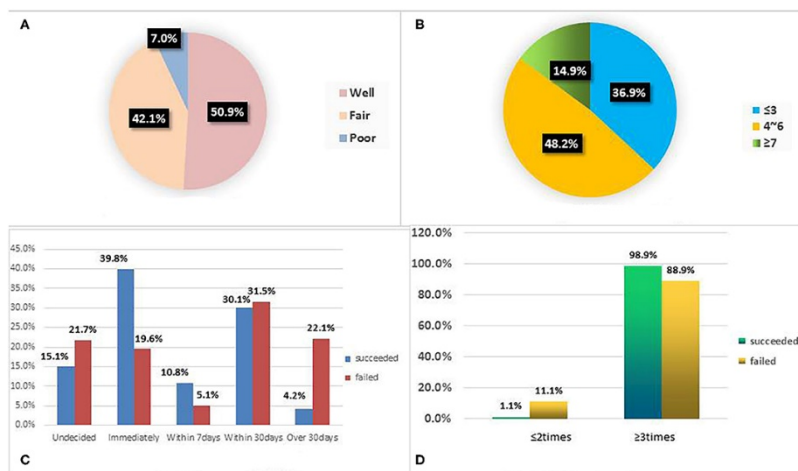 A
7.0%
42.1%
50.9%
Well
Fair
Poor
B
14.9%
36.9%
48.2%
≤3
4~6
≥7
45.0%
40.0%
35.0%
30.0%
25.0%
20.0%
15.0%
10.0%
5.0%
0.0%
15.1%
21.7%
39.8%
19.6%
10.8%
5.1%
30.1%
31.5%
4.2%
22.1%
Undecided
Immediately
Within 7days
Within 30days
Over 30days
succeeded
failed
C
120.0%
100.0%
80.0%
60.0%
40.0%
20.0%
0.0%
1.1%
11.1%
98.9%
88.9%
≤2times
≥3times
succeeded
failed
D